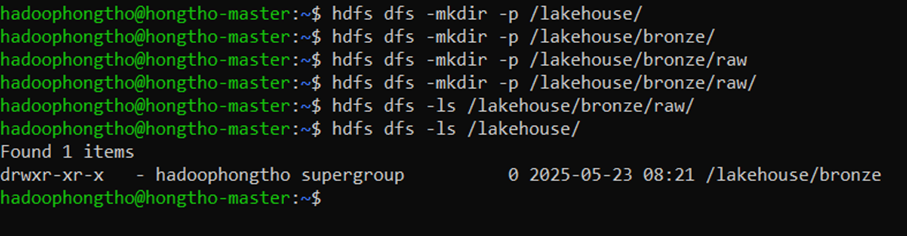 hadoophongtho@hongtho-master:~$ hdfs dfs -mkdir -p /lakehouse/
hadoophongtho@hongtho-master:~$ hdfs dfs -mkdir -p /lakehouse/bronze/
hadoophongtho@hongtho-master:~$ hdfs dfs -mkdir -p /lakehouse/bronze/raw
hadoophongtho@hongtho-master:~$ hdfs dfs -mkdir -p /lakehouse/bronze/raw/
hadoophongtho@hongtho-master:~$ hdfs dfs -ls /lakehouse/bronze/raw/
hadoophongtho@hongtho-master:~$ hdfs dfs -ls /lakehouse/
Found 1 items
drwxr-xr-x   - hadoophongtho supergroup          0 2025-05-23 08:21 /lakehouse/bronze
hadoophongtho@hongtho-master:~$